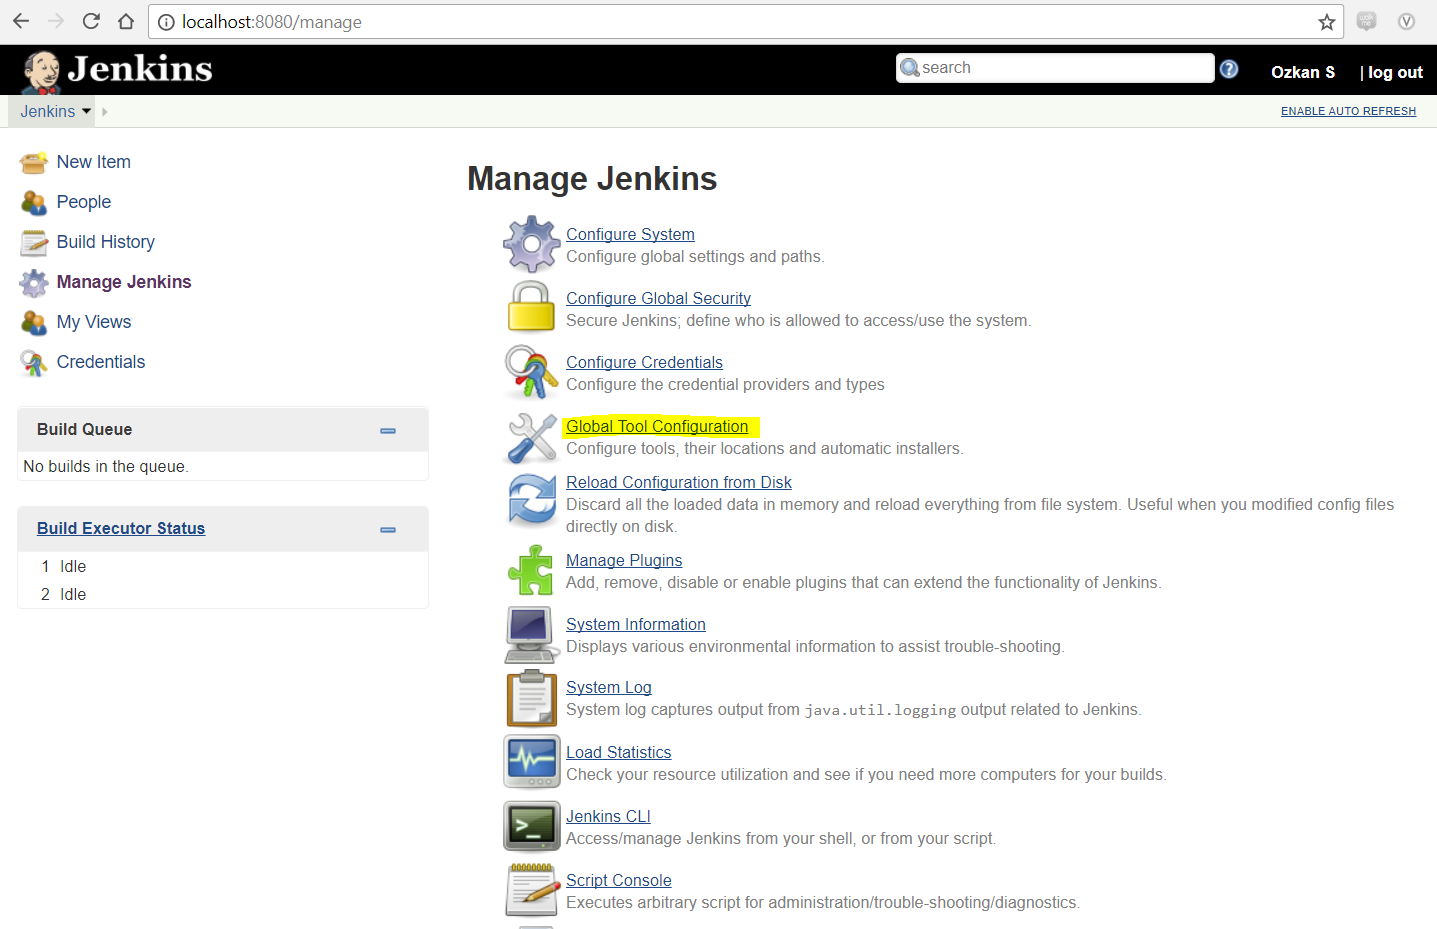 localhost:8080/manage
Jenkins
search
Ozkan S
| log out
Jenkins
ENABLE AUTO REFRESH
New Item
People
Build History
Manage Jenkins
My Views
Credentials
Build Queue
No builds in the queue.
Build Executor Status
1 Idle
2 Idle
Manage Jenkins
Configure System
Configure global settings and paths.
Configure Global Security
Secure Jenkins; define who is allowed to access/use the system.
Configure Credentials
Configure the credential providers and types
Global Tool Configuration
Configure tools, their locations and automatic installers.
Reload Configuration from Disk
Discard all the loaded data in memory and reload everything from file system. Useful when you modified config files
directly on disk.
Manage Plugins
Add, remove, disable or enable plugins that can extend the functionality of Jenkins.
System Information
Displays various environmental information to assist trouble-shooting.
System Log
System log captures output from java.util.logging output related to Jenkins.
Load Statistics
Check your resource utilization and see if you need more computers for your builds.
Jenkins CLI
Access/manage Jenkins from your shell, or from your script.
Script Console
Executes arbitrary script for administration/trouble-shooting/diagnostics.